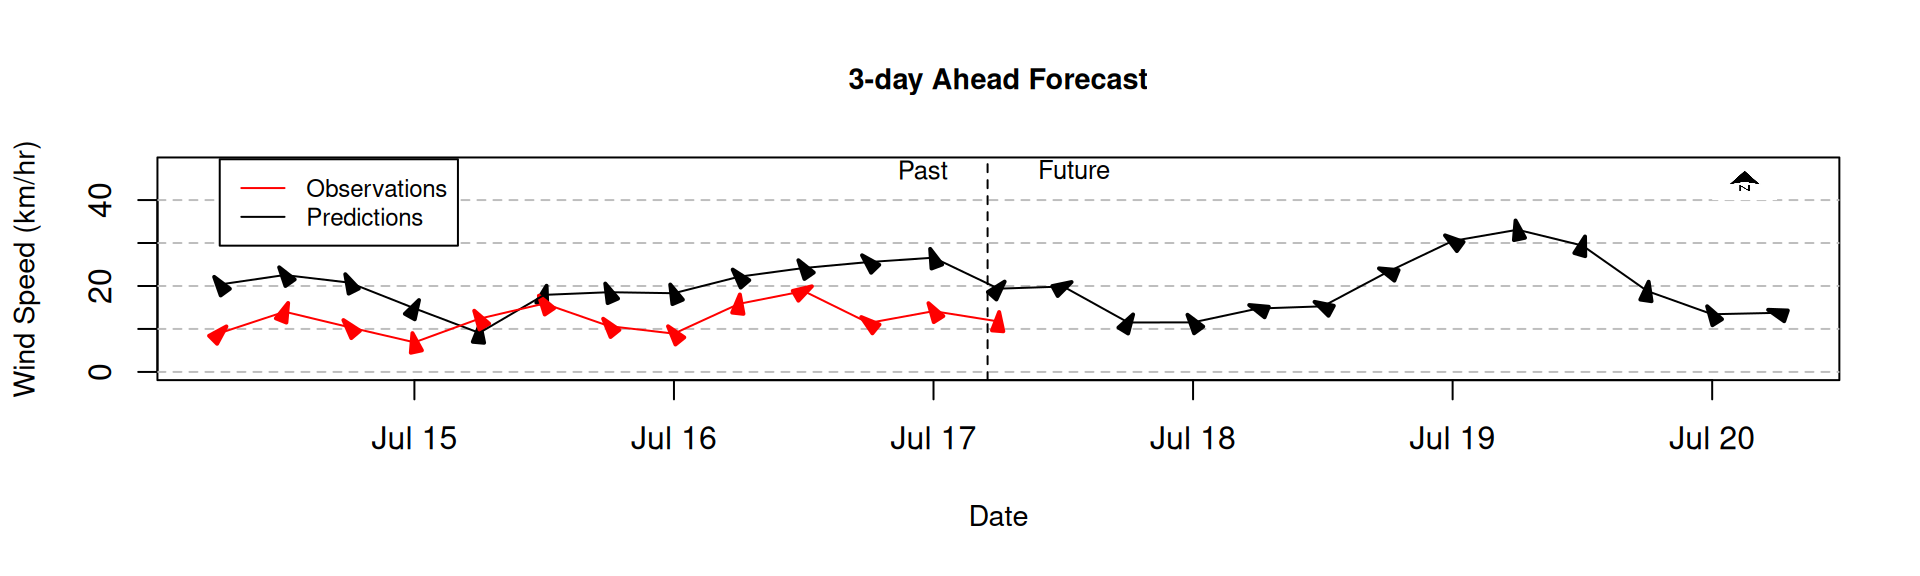 3-day Ahead Forecast
Wind Speed (km/hr)
40
20
0
Observations
Predictions
Past
Future
N
Jul 15
Jul 16
Jul 17
Jul 18
Jul 19
Jul 20
Date